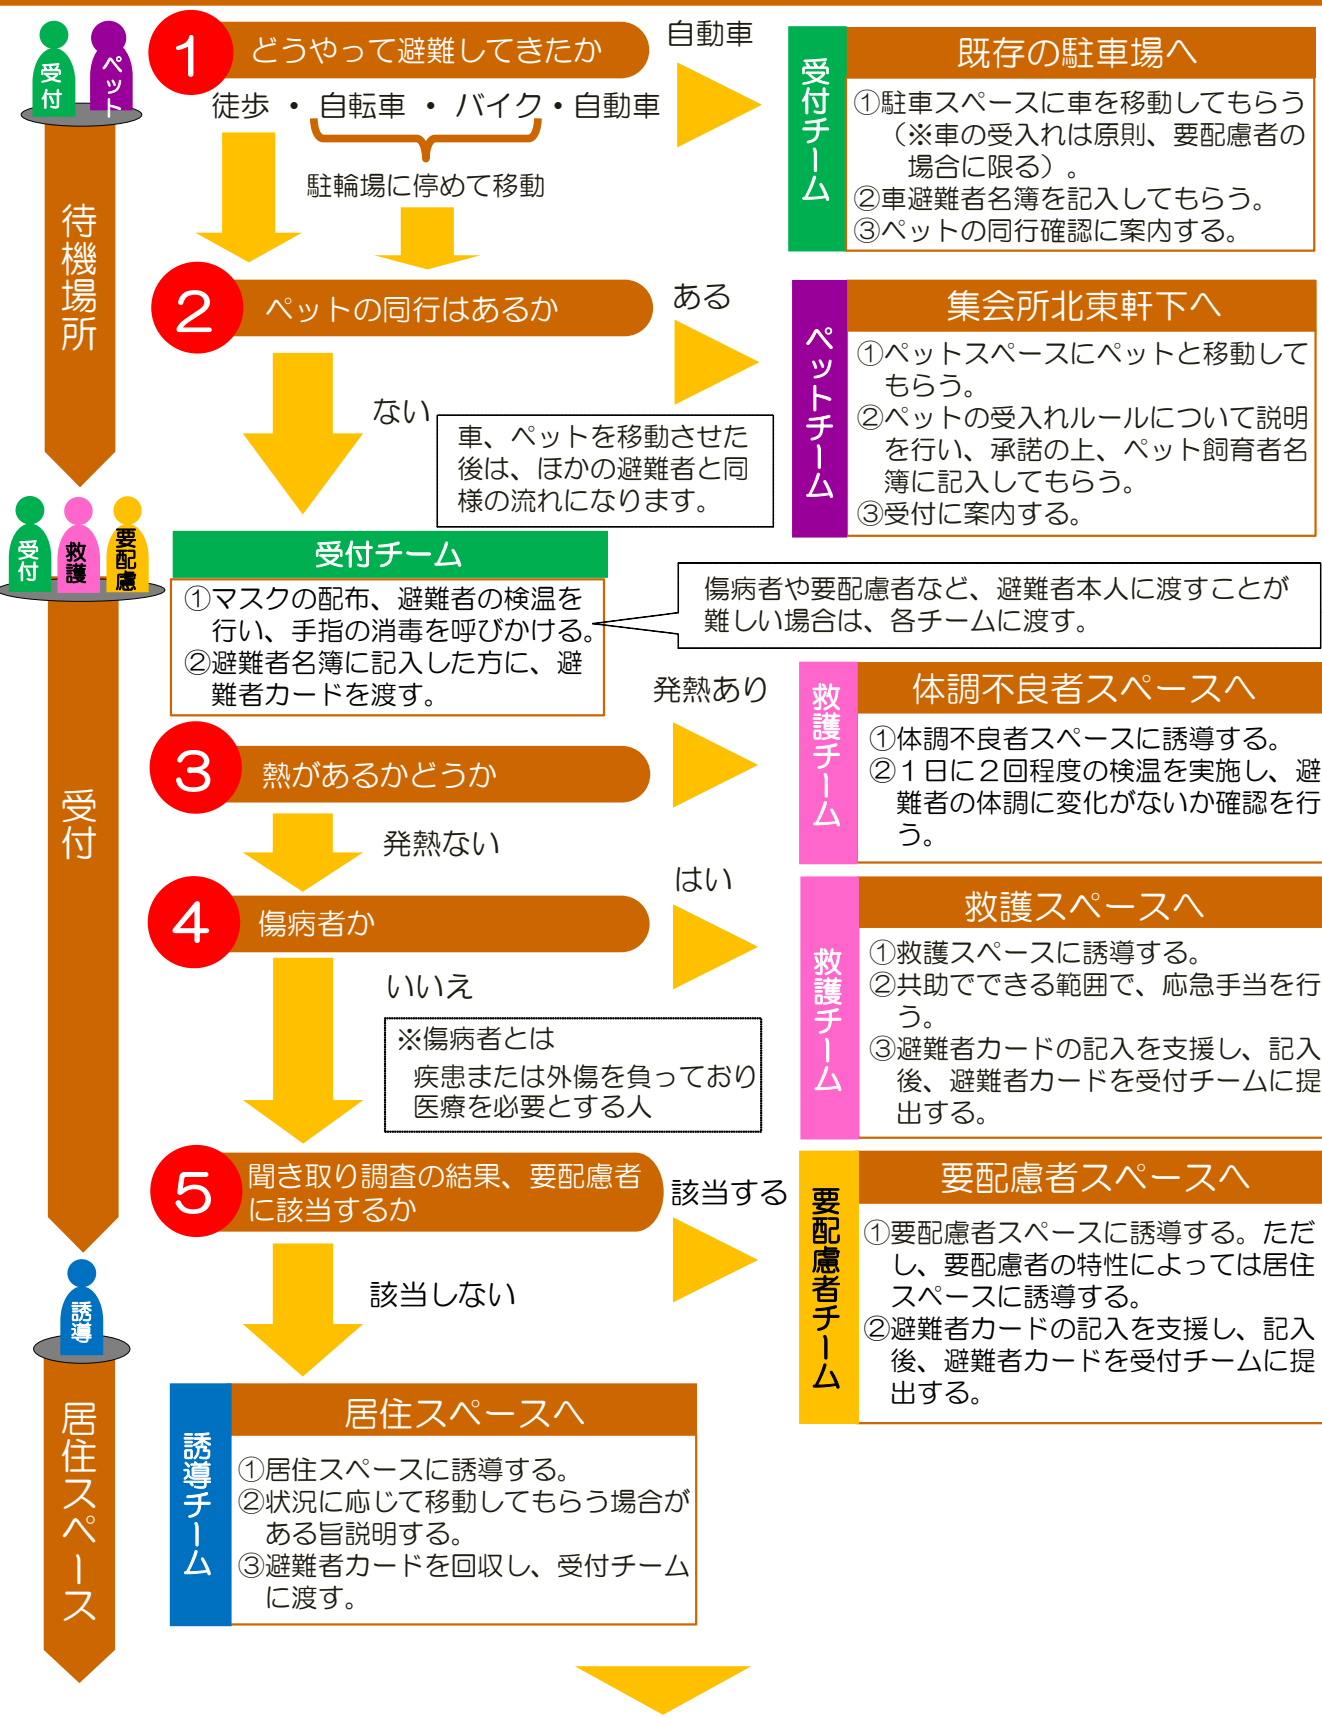 受付
ペット
1
どうやって避難してきたか
自動車
徒歩 ・ 自転車 ・ バイク・自動車
駐輪場に停めて移動
受付チーム
既存の駐車場へ
①駐車スペースに車を移動してもらう
（※車の受入れは原則、要配慮者の
場合に限る）。
②車避難者名簿を記入してもらう。
③ペットの同行確認に案内する。
待機場所
2
ペットの同行はあるか
ある
ない
ペットチーム
集会所北東軒下へ
①ペットスペースにペットと移動して
もらう。
②ペットの受入れルールについて説明
を行い、承諾の上、ペット飼育者名
簿に記入してもらう。
③受付に案内する。
車、ペットを移動させた
後は、ほかの避難者と同
様の流れになります。
受付
救護
要配慮
受付チーム
①マスクの配布、避難者の検温を
行い、手指の消毒を呼びかける。
②避難者名簿に記入した方に、避
難者カードを渡す。
傷病者や要配慮者など、避難者本人に渡すことが
難しい場合は、各チームに渡す。
受付
3
熱があるかどうか
発熱あり
発熱ない
救護チーム
体調不良者スペースへ
①体調不良者スペースに誘導する。
②１日に２回程度の検温を実施し、避
難者の体調に変化がないか確認を行
う。
4
傷病者か
はい
いいえ
※傷病者とは
疾患または外傷を負っており
医療を必要とする人
救護チーム
救護スペースへ
①救護スペースに誘導する。
②共助でできる範囲で、応急手当を行
う。
③避難者カードの記入を支援し、記入
後、避難者カードを受付チームに提
出する。
5
聞き取り調査の結果、要配慮者
に該当するか
該当する
該当しない
要配慮者チーム
要配慮者スペースへ
①要配慮者スペースに誘導する。ただ
し、要配慮者の特性によっては居住
スペースに誘導する。
②避難者カードの記入を支援し、記入
後、避難者カードを受付チームに提
出する。
誘導
居住スペース
誘導チーム
居住スペースへ
①居住スペースに誘導する。
②状況に応じて移動してもらう場合が
ある旨説明する。
③避難者カードを回収し、受付チーム
に渡す。